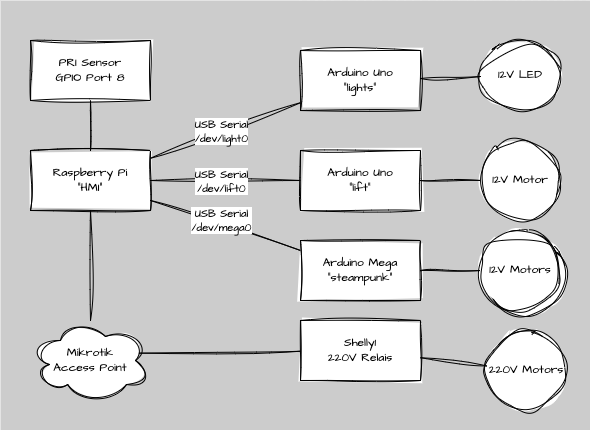 PR1 Sensor
GPIO Port 8
Arduino Uno
"lights"
12V LED
USB Serial
/dev/light0
Raspberry Pi
"HMI"
USB Serial
/dev/lift0
Arduino Uno
"lift"
12V Motor
USB Serial
/dev/mega0
Arduino Mega
"steampunk"
12V Motors
Mikrotik
Access Point
Shelly1
220V Relais
220V Motors